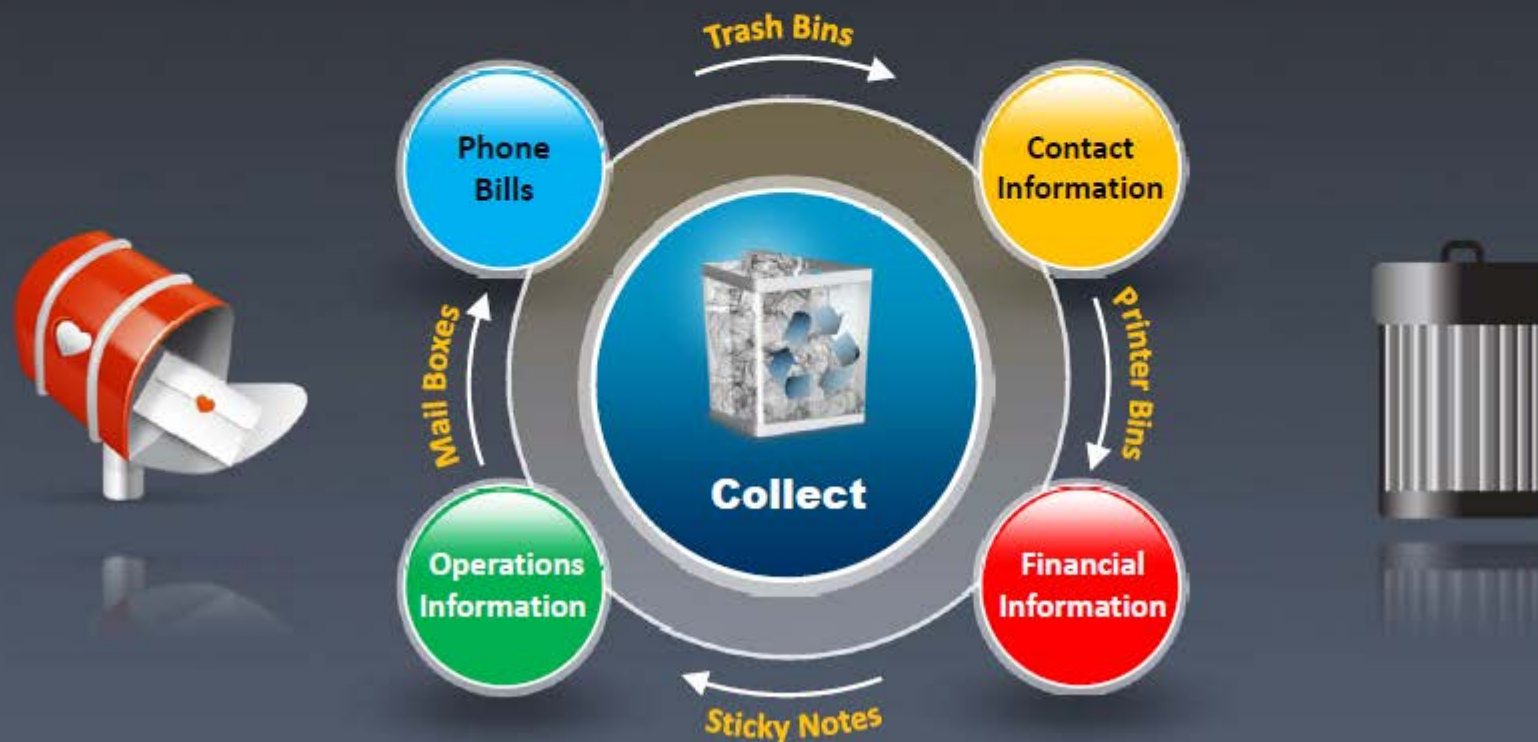 Trash Bins
Phone
Bills
Contact
Information
Mail Boxes
Printer Bins
Collect
Operations
Information
Financial
Information
Sticky Notes